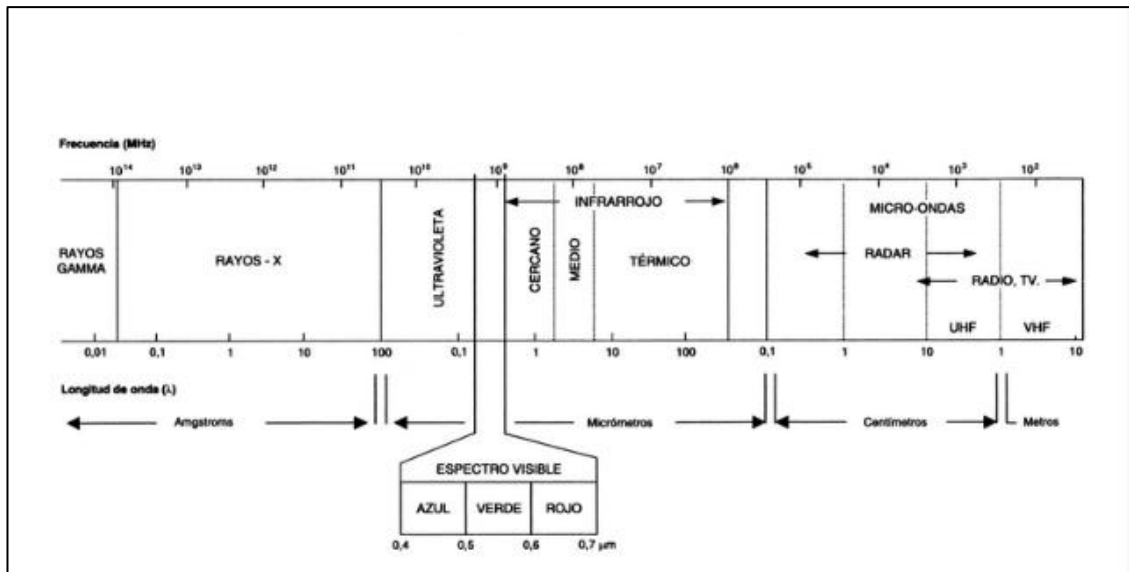 Frecuencia (MHz)
10¹⁴ 10¹³ 10¹² 10¹¹ 10¹⁰ 10⁹ 10⁸ 10⁷ 10⁶ 10⁵ 10⁴ 10³ 10²
INFRARROJO
MICRO-ONDAS
RAYOS
GAMMA
RAYOS - X
ULTRAVIOLETA
CERCANO
MEDIO
TÉRMICO
RADAR
RADIO, TV.
UHF
VHF
0,01 0,1 1 10 100 0,1 1 10 100 0,1 1 10 1 10
Longitud de onda (λ)
Amgstroms
Micrómetros
Centímetros
Metros
ESPECTRO VISIBLE
AZUL VERDE ROJO
0,4 0,5 0,6 0,7 µm